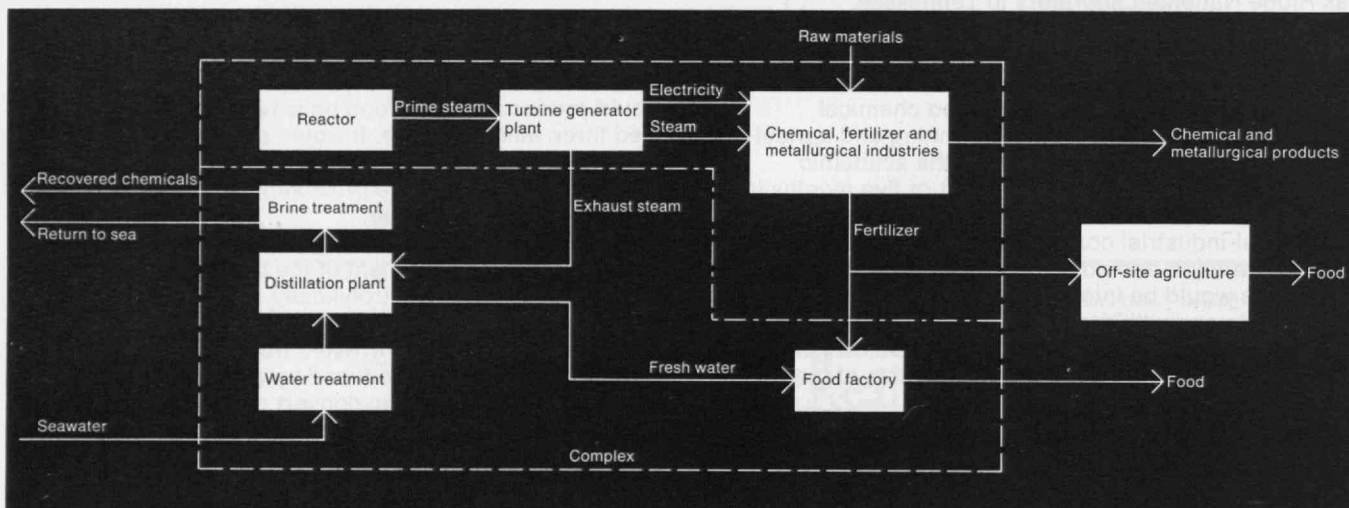 Raw materials
Electricity
Reactor
Prime steam
Turbine generator
plant
Steam
Chemical, fertilizer and
metallurgical industries
Chemical and
metallurgical products
Recovered chemicals
Brine treatment
Return to sea
Exhaust steam
Fertilizer
Distillation plant
Off-site agriculture
Food
Water treatment
Fresh water
Food factory
Food
Seawater
Complex